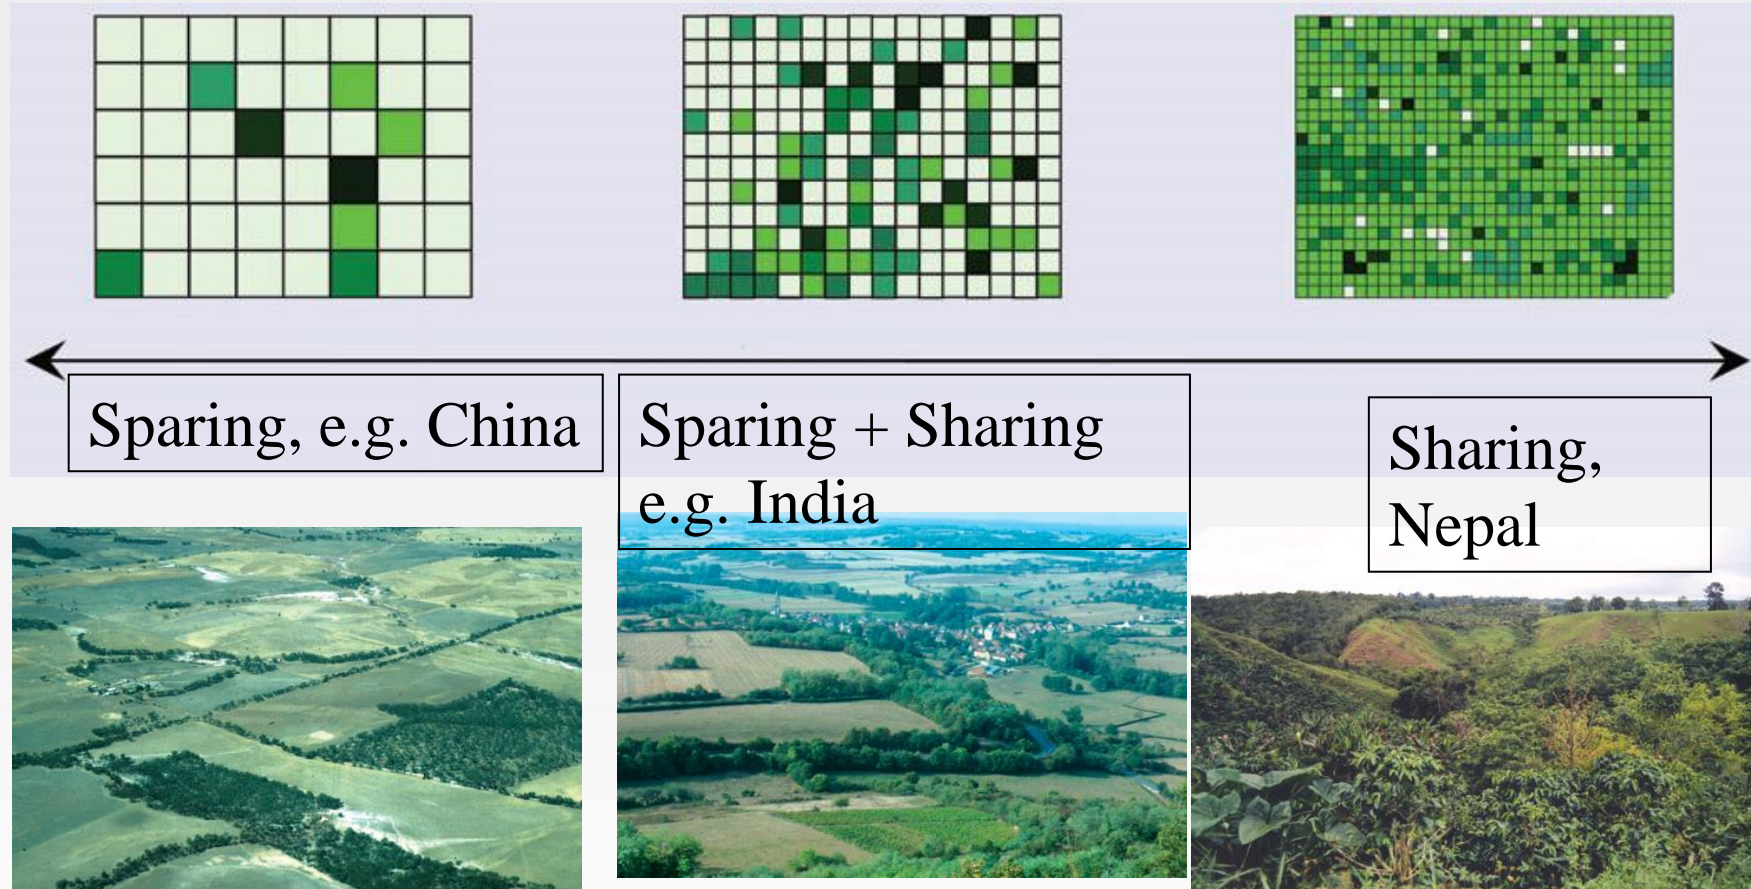 Sparing, e.g. China
Sparing + Sharing
e.g. India
Sharing,
Nepal